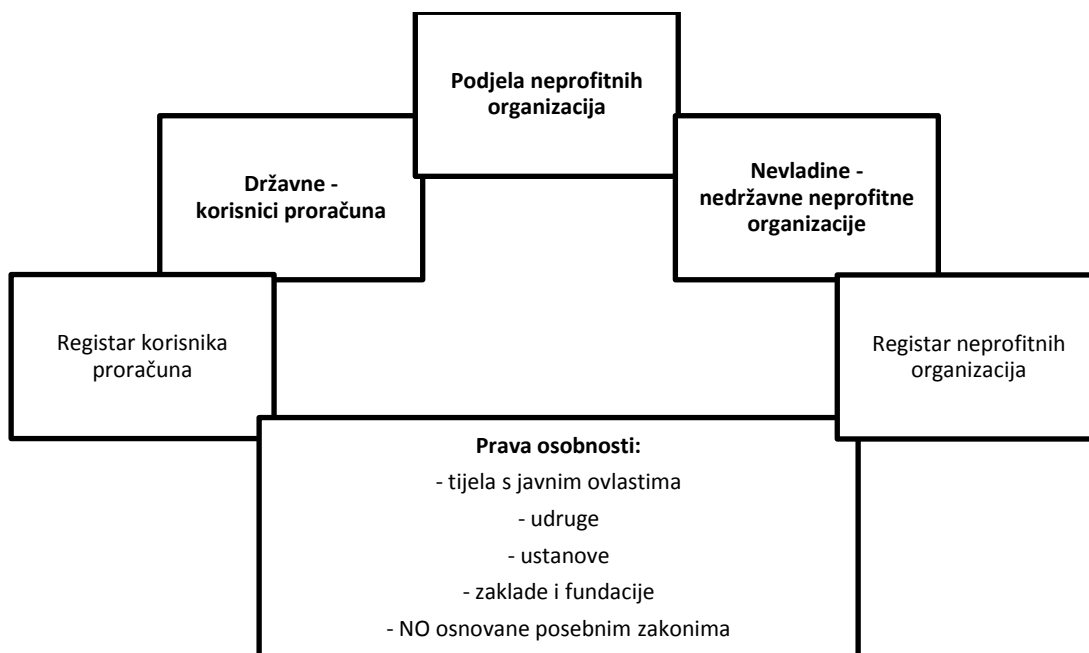 Podjela neprofitnih
organizacija
Državne -
korisnici proračuna
Nevladine -
nedržavne neprofitne
organizacije
Registar korisnika
proračuna
Registar neprofitnih
organizacija
Prava osobnosti:
- tijela s javnim ovlastima
- udruge
- ustanove
- zaklade i fundacije
- NO osnovane posebnim zakonima